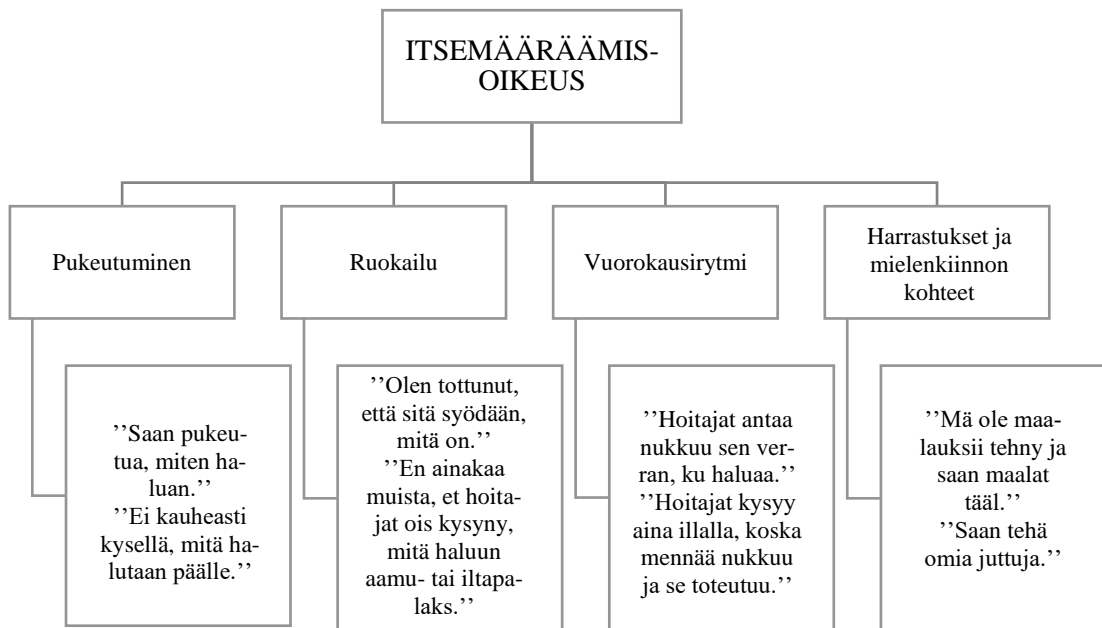 ITSEMÄÄRÄÄMIS-
OIKEUS
Pukeutuminen
Ruokailu
Vuorokausirytmi
Harrastukset ja
mielenkiinnon
kohteet
’’Saan pukeu-
tua, miten ha-
luan.’’
’’Ei kauheasti
kysellä, mitä ha-
lutaan päälle.’’
’’Olen tottunut,
että sitä syödään,
mitä on.’’
’’En ainakaa
muista, et hoita-
jat ois kysyny,
mitä haluun
aamu- tai iltapa-
laks.’’
’’Hoitajat antaa
nukkuu sen ver-
ran, ku haluaa.’’
’’Hoitajat kysyy
aina illalla, koska
mennää nukkuu
ja se toteutuu.’’
’’Mä ole maa-
lauksii tehny ja
saan maalat
tääl.’’
’’Saan tehä
omia juttuja.’’